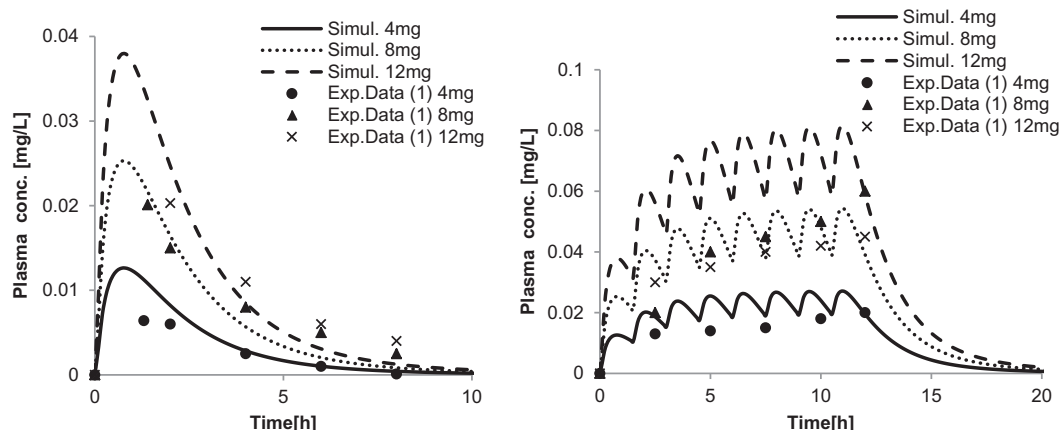 Simul. 4mg
Simul. 8mg
Simul. 12mg
Exp.Data (1) 4mg
Exp.Data (1) 8mg
Exp.Data (1) 12mg
0.04
0.03
0.02
0.01
0
Plasma conc. [mg/L]
0
5
10
Time[h]
Simul. 4mg
Simul. 8mg
Simul. 12mg
Exp.Data (1) 4mg
Exp.Data (1) 8mg
Exp.Data (1) 12mg
0.1
0.08
0.06
0.04
0.02
0
Plasma conc. [mg/L]
0
5
10
15
20
Time[h]